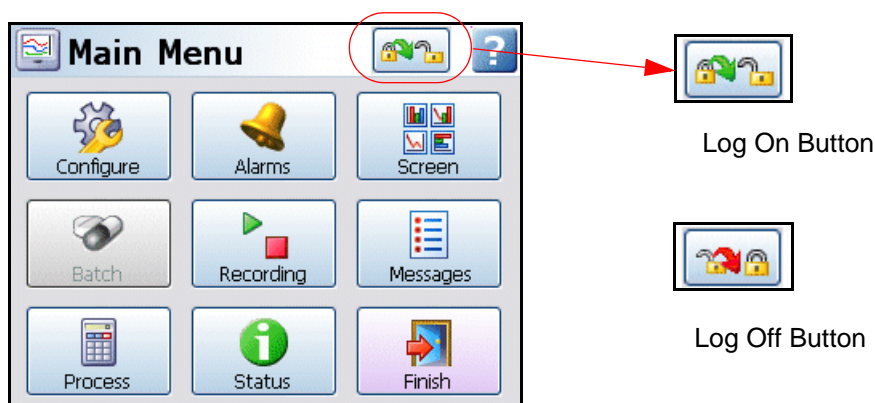 Main Menu
?
Log On Button
Configure
Alarms
Screen
Batch
Recording
Messages
Log Off Button
Process
Status
Finish